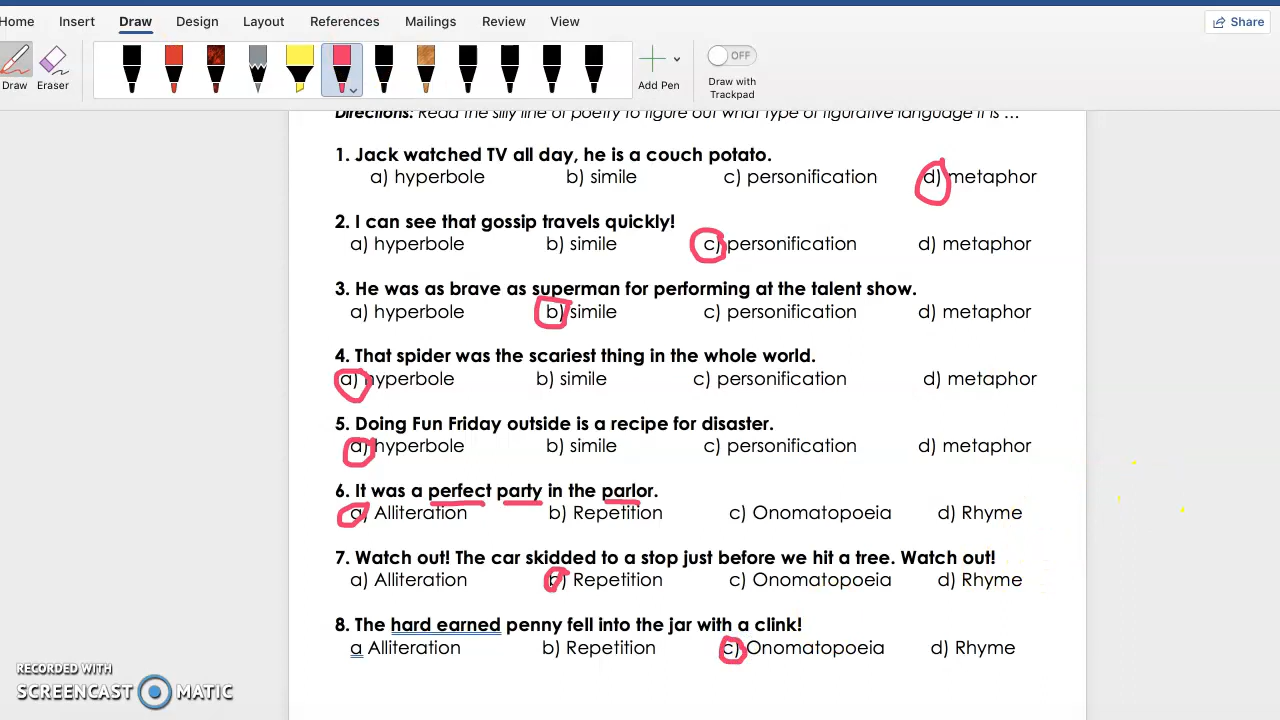 Home Insert Draw Design Layout References Mailings Review View Share
OFF
Draw Eraser Add Pen Draw with Trackpad
Directions: Read the silly line of poetry to figure out what type of figurative language it is ...
1. Jack watched TV all day, he is a couch potato.
a) hyperbole b) simile c) personification d) metaphor
2. I can see that gossip travels quickly!
a) hyperbole b) simile c) personification d) metaphor
3. He was as brave as superman for performing at the talent show.
a) hyperbole b) simile c) personification d) metaphor
4. That spider was the scariest thing in the whole world.
a) hyperbole b) simile c) personification d) metaphor
5. Doing Fun Friday outside is a recipe for disaster.
a) hyperbole b) simile c) personification d) metaphor
6. It was a perfect party in the parlor.
a) Alliteration b) Repetition c) Onomatopoeia d) Rhyme
7. Watch out! The car skidded to a stop just before we hit a tree. Watch out!
a) Alliteration b) Repetition c) Onomatopoeia d) Rhyme
8. The hard earned penny fell into the jar with a clink!
a Alliteration b) Repetition c) Onomatopoeia d) Rhyme
RECORDED WITH
SCREENCAST MATIC